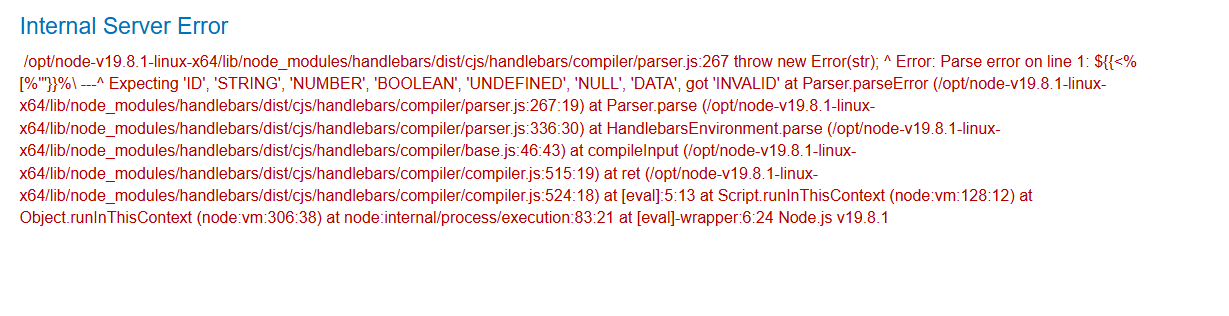 Internal Server Error
/opt/node-v19.8.1-linux-x64/lib/node_modules/handlebars/dist/cjs/handlebars/compiler/parser.js:267 throw new Error(str); ^ Error: Parse error on line 1: ${{<%
[%'"}}%\ ---^ Expecting 'ID', 'STRING', 'NUMBER', 'BOOLEAN', 'UNDEFINED', 'NULL', 'DATA', got 'INVALID' at Parser.parseError (/opt/node-v19.8.1-linux-
x64/lib/node_modules/handlebars/dist/cjs/handlebars/compiler/parser.js:267:19) at Parser.parse (/opt/node-v19.8.1-linux-
x64/lib/node_modules/handlebars/dist/cjs/handlebars/compiler/parser.js:336:30) at HandlebarsEnvironment.parse (/opt/node-v19.8.1-linux-
x64/lib/node_modules/handlebars/dist/cjs/handlebars/compiler/base.js:46:43) at compileInput (/opt/node-v19.8.1-linux-
x64/lib/node_modules/handlebars/dist/cjs/handlebars/compiler/compiler.js:515:19) at ret (/opt/node-v19.8.1-linux-
x64/lib/node_modules/handlebars/dist/cjs/handlebars/compiler/compiler.js:524:18) at [eval]:5:13 at Script.runInThisContext (node:vm:128:12) at
Object.runInThisContext (node:vm:306:38) at node:internal/process/execution:83:21 at [eval]-wrapper:6:24 Node.js v19.8.1